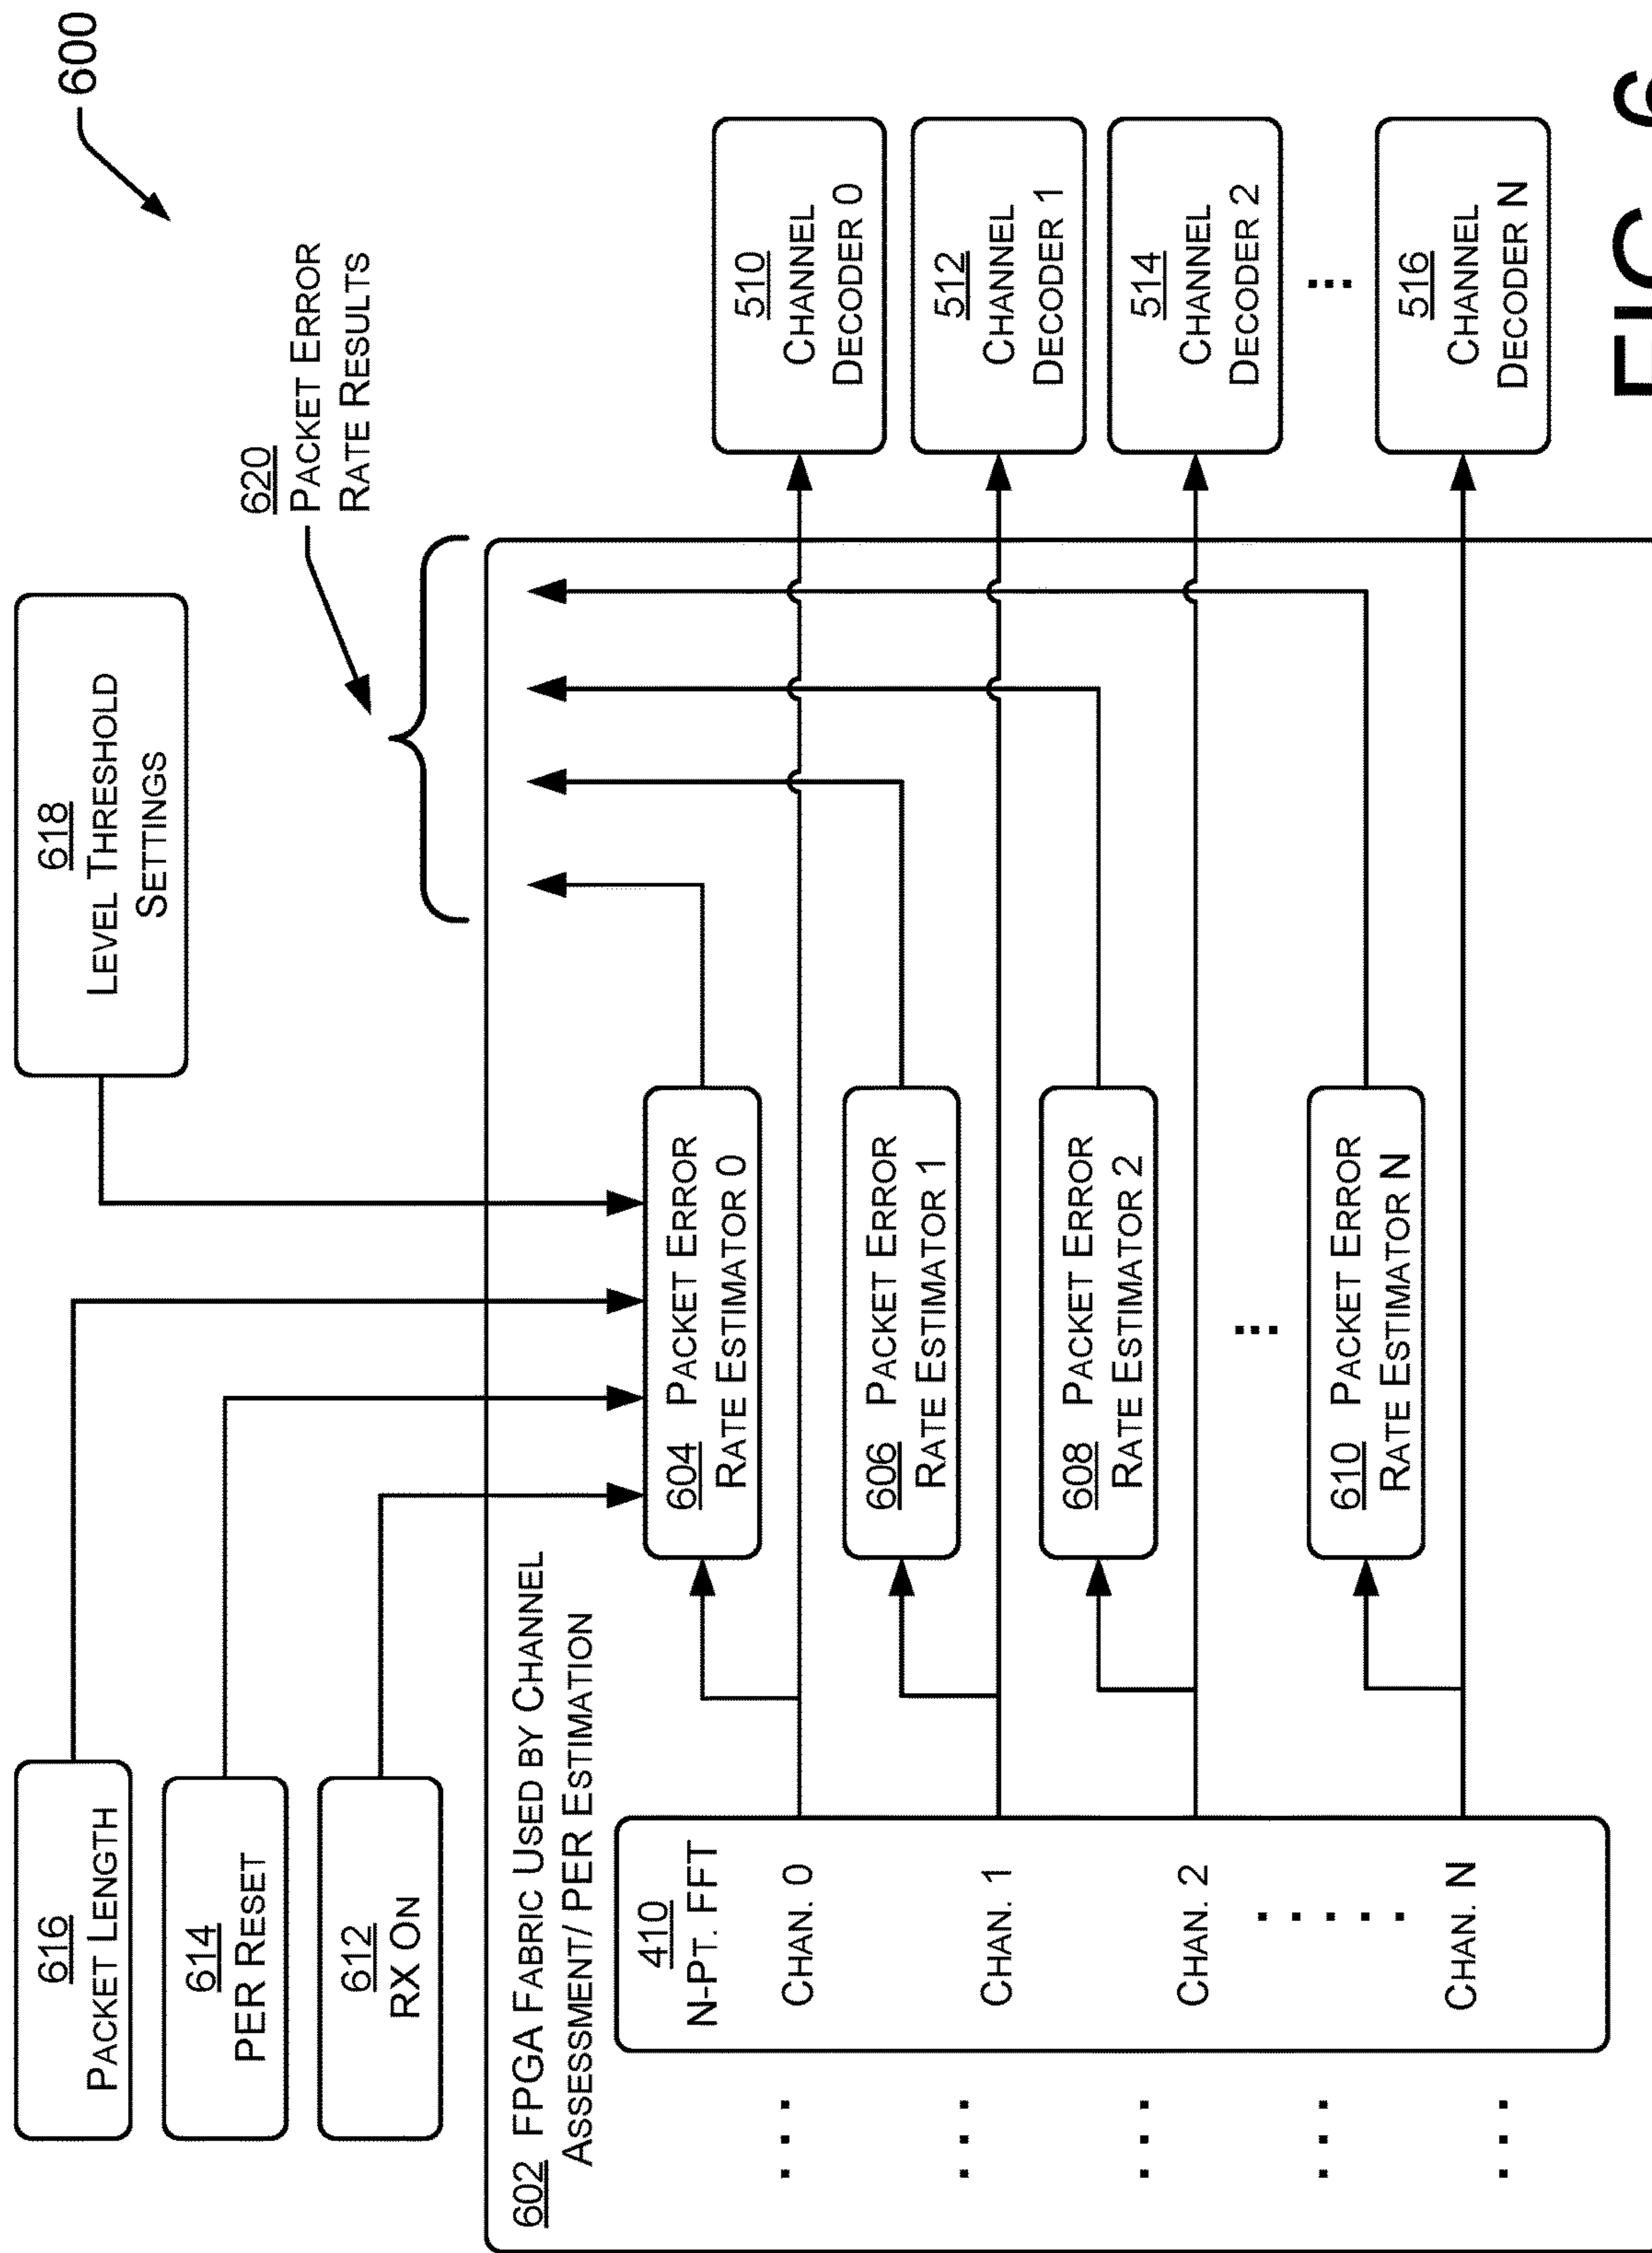 600
616
PACKET LENGTH
614
PER RESET
612
RX ON
618
LEVEL THRESHOLD
SETTINGS
620
PACKET ERROR
RATE RESULTS
602 FPGA FABRIC USED BY CHANNEL
ASSESSMENT/ PER ESTIMATION
410
N-PT. FFT
CHAN. 0
CHAN. 1
CHAN. 2
CHAN. N
604 PACKET ERROR
RATE ESTIMATOR 0
606 PACKET ERROR
RATE ESTIMATOR 1
608 PACKET ERROR
RATE ESTIMATOR 2
...
610 PACKET ERROR
RATE ESTIMATOR N
510
CHANNEL
DECODER 0
512
CHANNEL
DECODER 1
514
CHANNEL
DECODER 2
...
516
CHANNEL
DECODER N